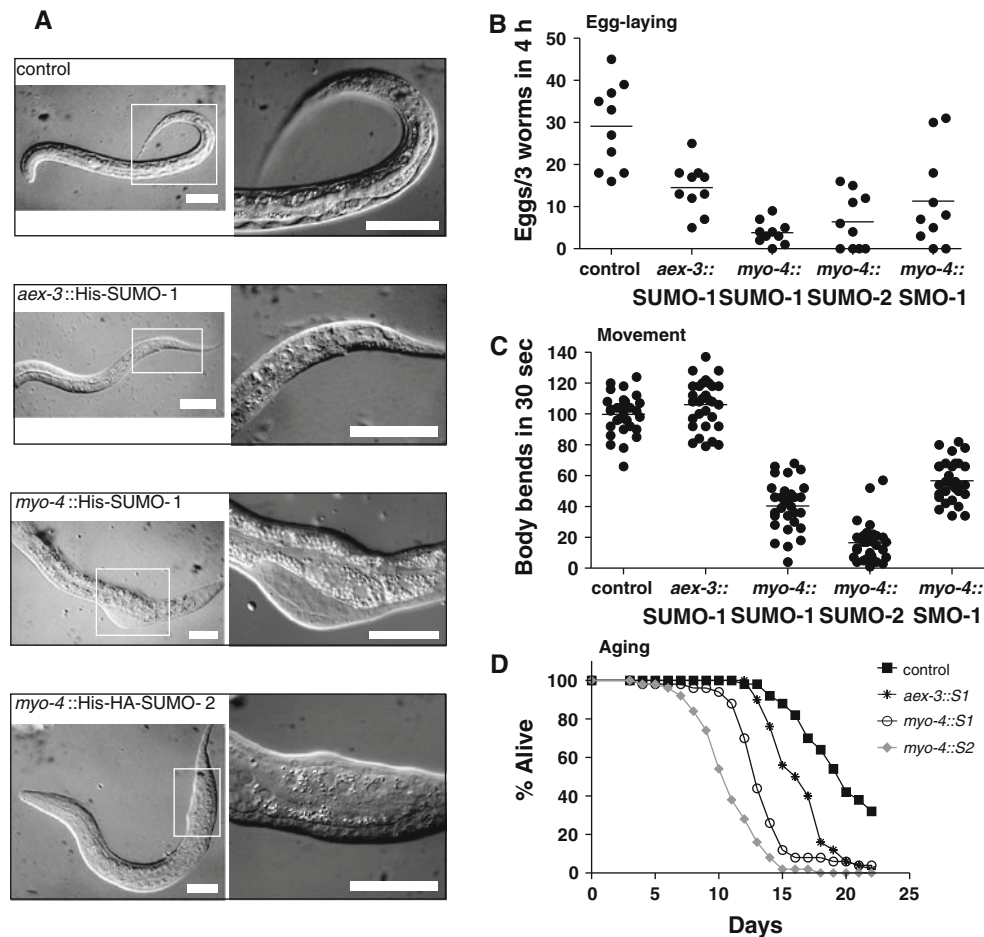 A
control
aex-3::His-SUMO-1
myo-4::His-SUMO-1
myo-4::His-HA-SUMO-2
B
Egg-laying
Eggs/3 worms in 4 h
50
40
30
20
10
0
control aex-3:: myo-4:: myo-4:: myo-4::
SUMO-1 SUMO-1 SUMO-2 SMO-1
C
Movement
Body bends in 30 sec
140
120
100
80
60
40
20
0
control aex-3:: myo-4:: myo-4:: myo-4::
SUMO-1 SUMO-1 SUMO-2 SMO-1
D
Aging
% Alive
100
80
60
40
20
0
0 5 10 15 20 25
Days
control
aex-3::S1
myo-4::S1
myo-4::S2